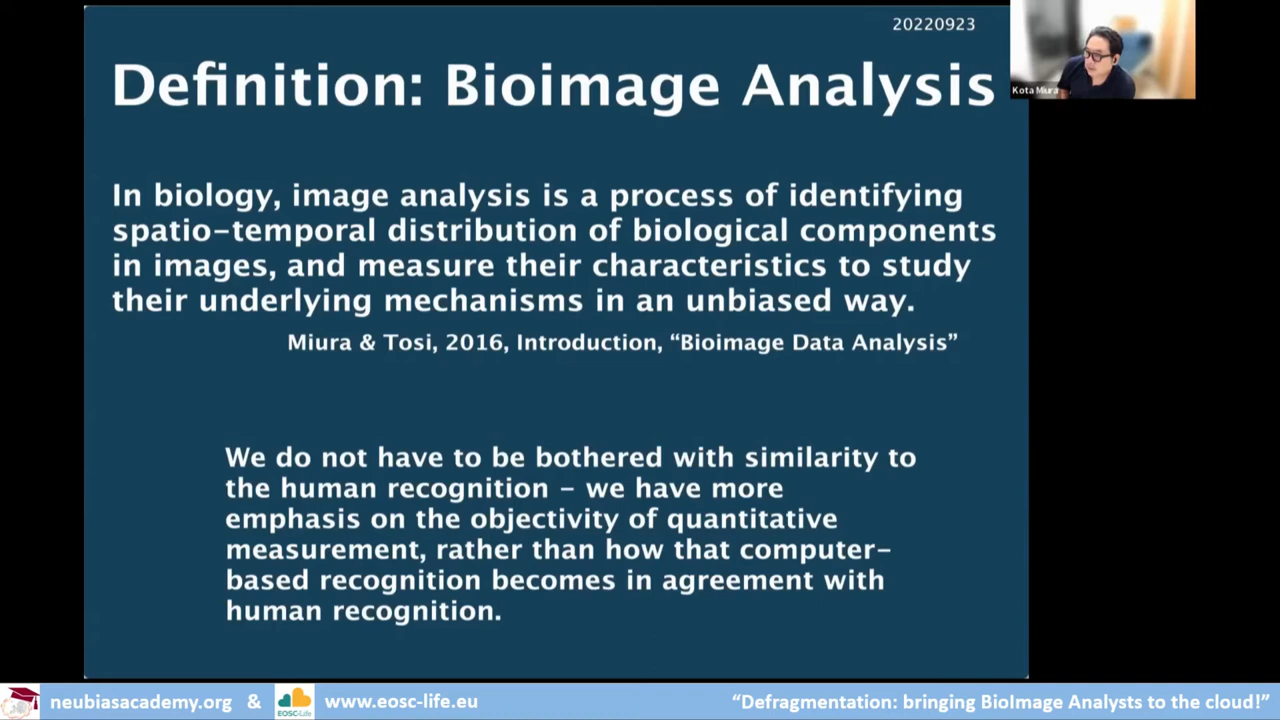 20220923
Definition: Bioimage Analysis
Kota Miura
In biology, image analysis is a process of identifying
spatio-temporal distribution of biological components
in images, and measure their characteristics to study
their underlying mechanisms in an unbiased way.
Miura & Tosi, 2016, Introduction, “Bioimage Data Analysis”
We do not have to be bothered with similarity to
the human recognition – we have more
emphasis on the objectivity of quantitative
measurement, rather than how that computer-
based recognition becomes in agreement with
human recognition.
neubiasacademy.org & EOSC-Life www.eosc-life.eu “Defragmentation: bringing BioImage Analysts to the cloud!”